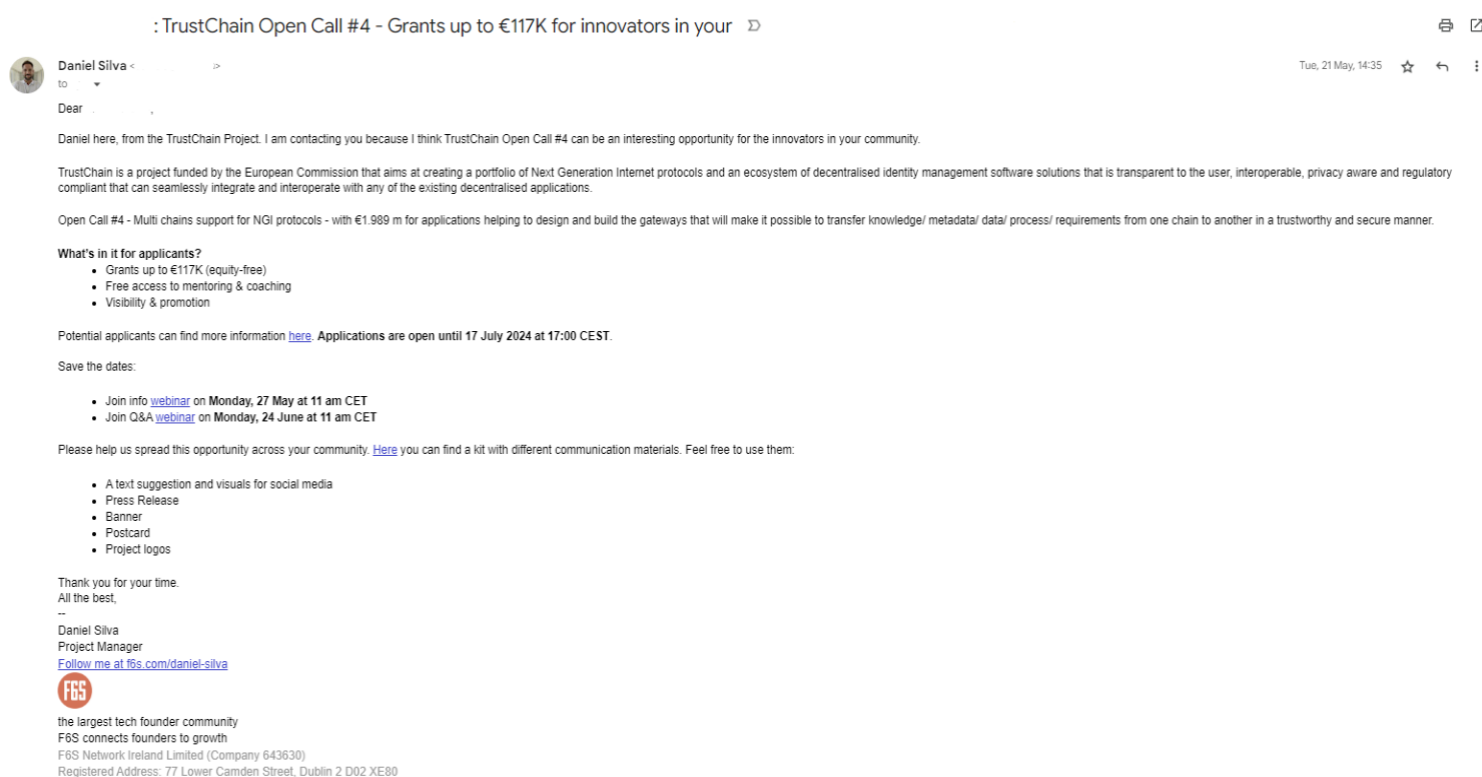 : TrustChain Open Call #4 - Grants up to €117K for innovators in your
Daniel Silva < >
Tue, 21 May, 14:35
to
Dear ,
Daniel here, from the TrustChain Project. I am contacting you because I think TrustChain Open Call #4 can be an interesting opportunity for the innovators in your community.
TrustChain is a project funded by the European Commission that aims at creating a portfolio of Next Generation Internet protocols and an ecosystem of decentralised identity management software solutions that is transparent to the user, interoperable, privacy aware and regulatory
compliant that can seamlessly integrate and interoperate with any of the existing decentralised applications.
Open Call #4 - Multi chains support for NGI protocols - with €1.989 m for applications helping to design and build the gateways that will make it possible to transfer knowledge/ metadata/ data/ process/ requirements from one chain to another in a trustworthy and secure manner.
What's in it for applicants?
• Grants up to €117K (equity-free)
• Free access to mentoring & coaching
• Visibility & promotion
Potential applicants can find more information here. Applications are open until 17 July 2024 at 17:00 CEST.
Save the dates:
• Join info webinar on Monday, 27 May at 11 am CET
• Join Q&A webinar on Monday, 24 June at 11 am CET
Please help us spread this opportunity across your community. Here you can find a kit with different communication materials. Feel free to use them:
• A text suggestion and visuals for social media
• Press Release
• Banner
• Postcard
• Project logos
Thank you for your time.
All the best,
--
Daniel Silva
Project Manager
Follow me at f6s.com/daniel-silva
F6S
the largest tech founder community
F6S connects founders to growth
F6S Network Ireland Limited (Company 643630)
Registered Address: 77 Lower Camden Street, Dublin 2 D02 XE80